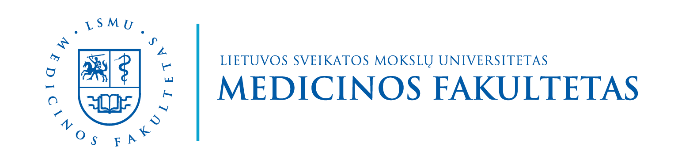 LSMU
MEDICINOS FAKULTETAS
LIETUVOS SVEIKATOS MOKSLŲ UNIVERSITETAS
MEDICINOS FAKULTETAS